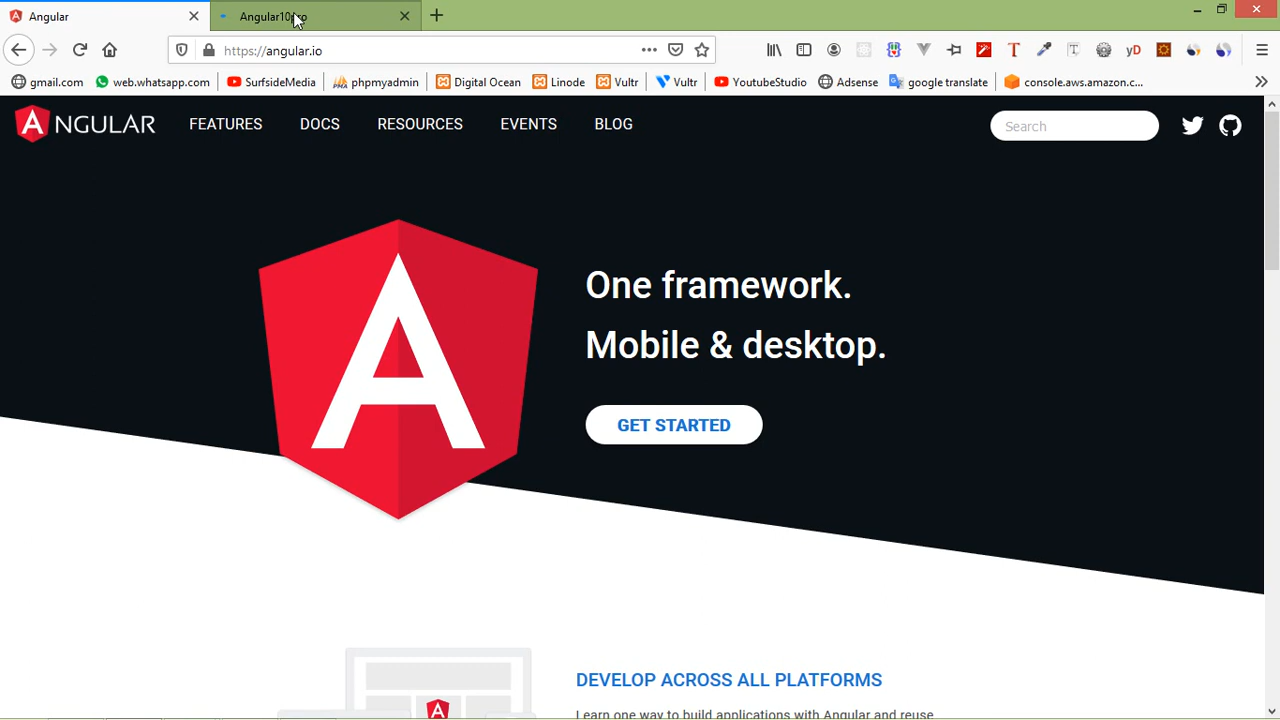 Angular
Angular10pro
https://angular.io
gmail.com
web.whatsapp.com
SurfsideMedia
phpmyadmin
Digital Ocean
Linode
Vultr
Vultr
YoutubeStudio
Adsense
google translate
console.aws.amazon.c...
ANGULAR
FEATURES
DOCS
RESOURCES
EVENTS
BLOG
Search
One framework.
Mobile & desktop.
GET STARTED
DEVELOP ACROSS ALL PLATFORMS
Learn one way to build applications with Angular and reuse